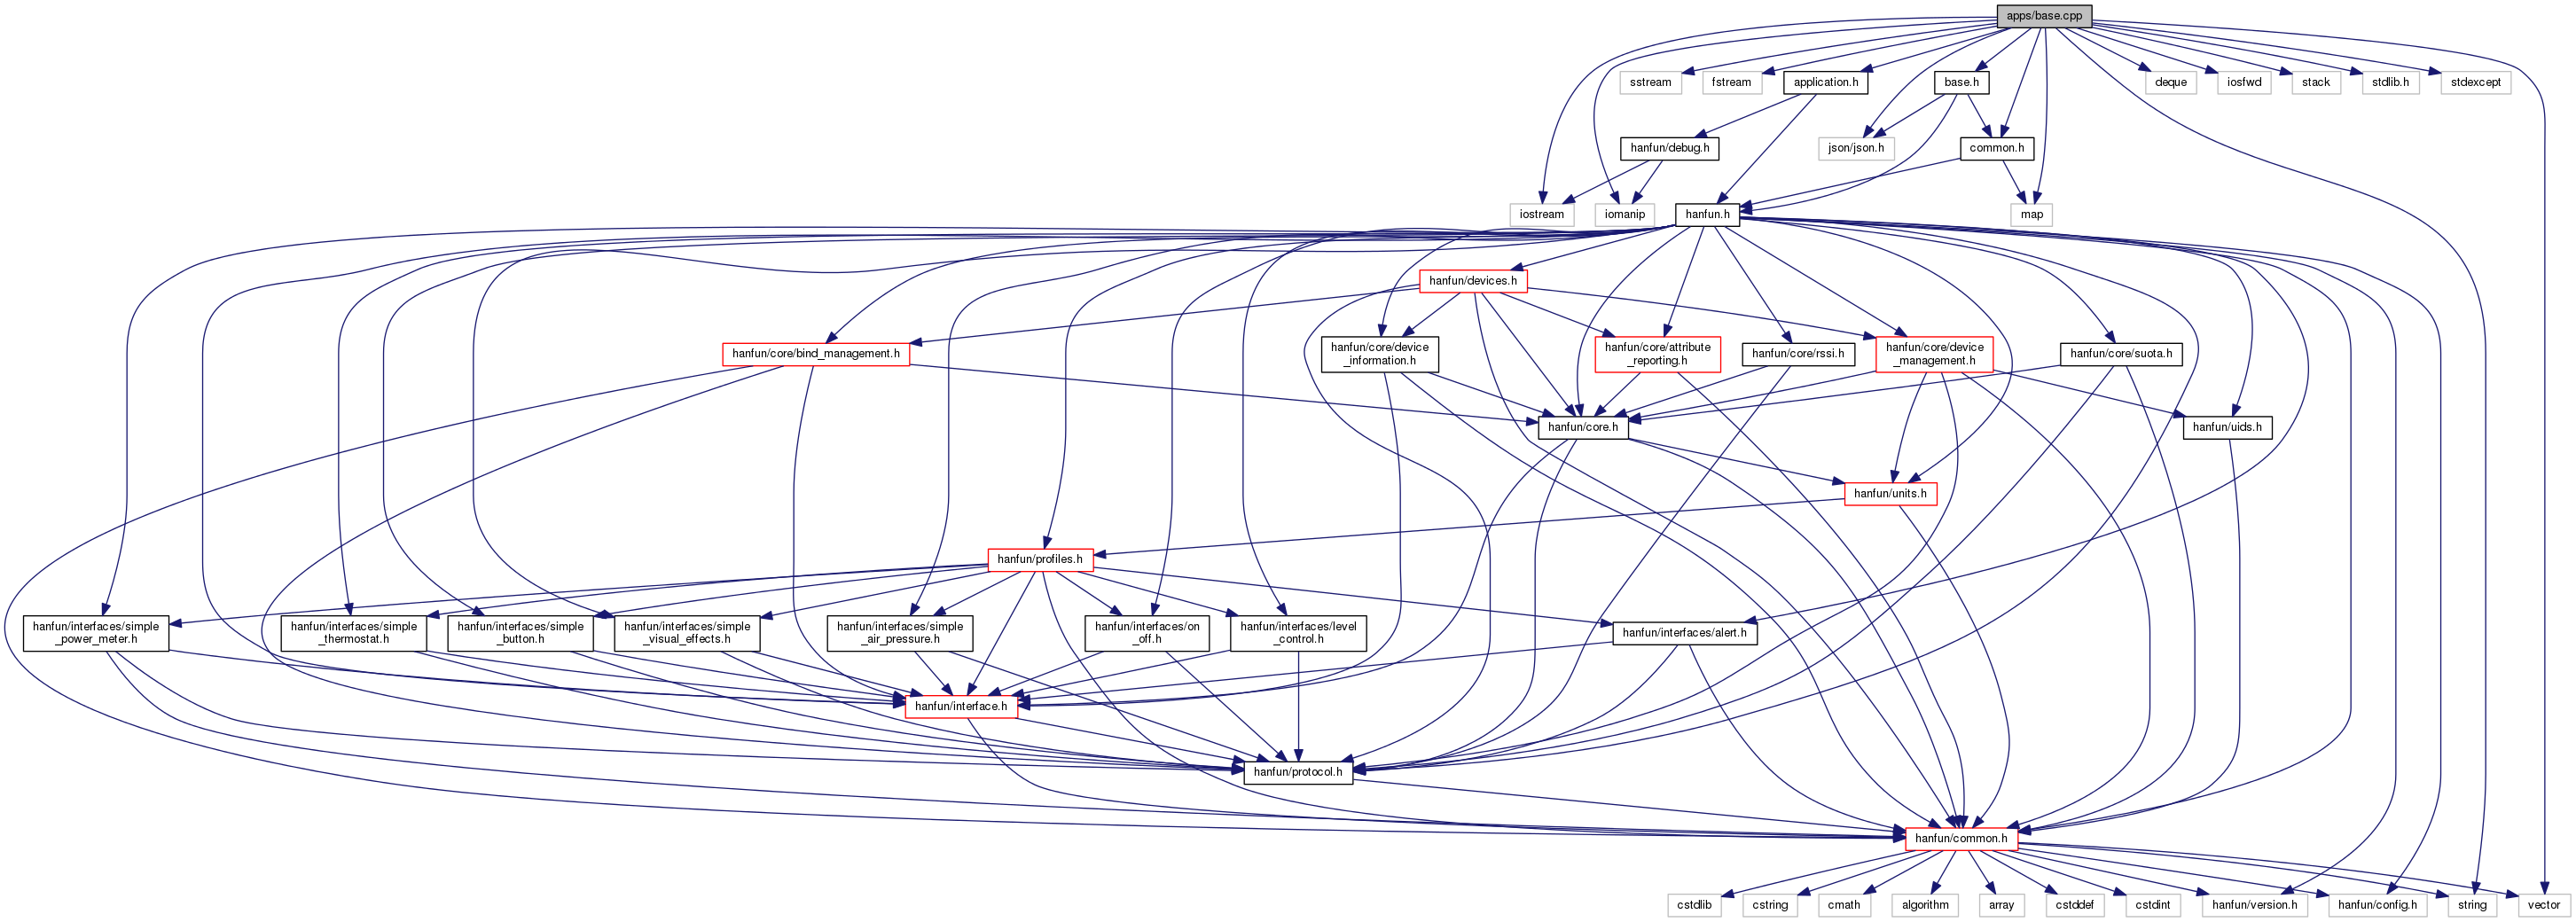 apps/base.cpp
sstream
fstream
application.h
base.h
deque
iosfwd
stack
stdlib.h
stdexcept
hanfun/debug.h
json/json.h
common.h
iostream
iomanip
hanfun.h
map
hanfun/devices.h
hanfun/core/bind_management.h
hanfun/core/device
_information.h
hanfun/core/attribute
_reporting.h
hanfun/core/rssi.h
hanfun/core/device
_management.h
hanfun/core/suota.h
hanfun/core.h
hanfun/uids.h
hanfun/units.h
hanfun/profiles.h
hanfun/interfaces/simple
_power_meter.h
hanfun/interfaces/simple
_thermostat.h
hanfun/interfaces/simple
_button.h
hanfun/interfaces/simple
_visual_effects.h
hanfun/interfaces/simple
_air_pressure.h
hanfun/interfaces/on
_off.h
hanfun/interfaces/level
_control.h
hanfun/interfaces/alert.h
hanfun/interface.h
hanfun/protocol.h
hanfun/common.h
cstdlib
cstring
cmath
algorithm
array
cstddef
cstdint
hanfun/version.h
hanfun/config.h
string
vector